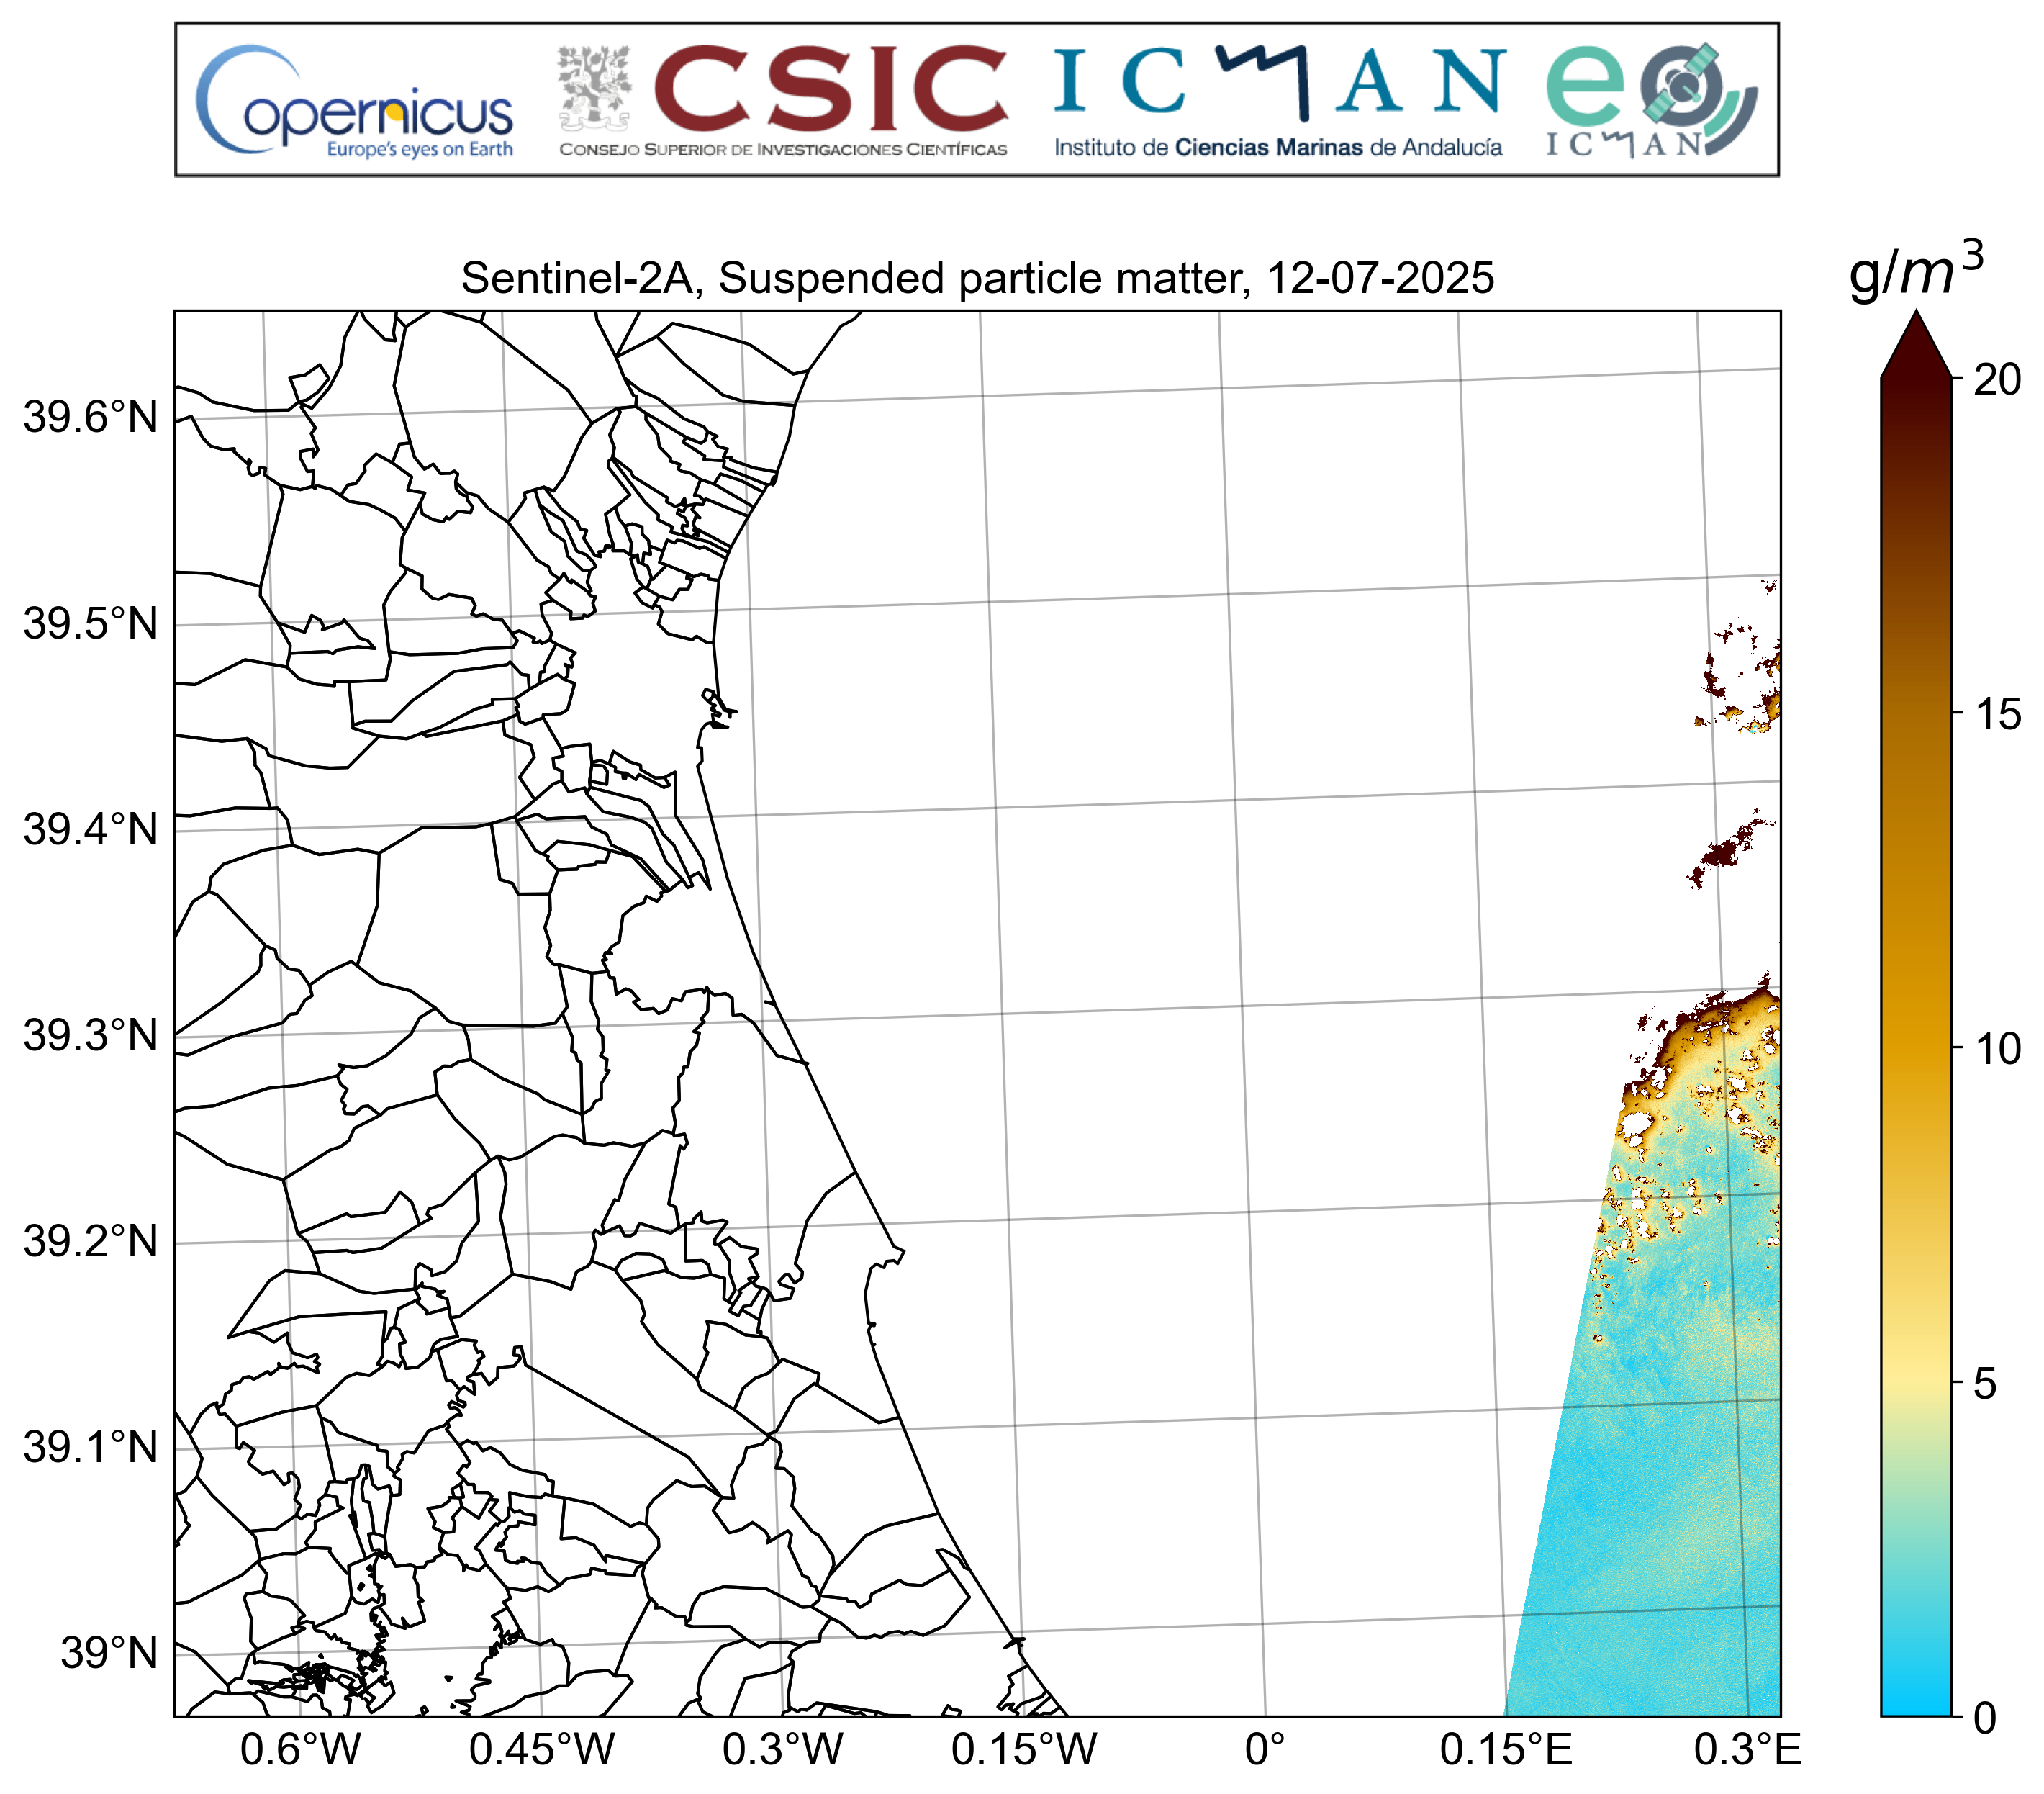 Copernicus
Europe's eyes on Earth
CSIC
CONSEJO SUPERIOR DE INVESTIGACIONES CIENTÍFICAS
ICMAN
Instituto de Ciencias Marinas de Andalucía
eo
ICMAN
Sentinel-2A, Suspended particle matter, 12-07-2025
g/m³
39.6°N
39.5°N
39.4°N
39.3°N
39.2°N
39.1°N
39°N
0.6°W
0.45°W
0.3°W
0.15°W
0°
0.15°E
0.3°E
20
15
10
5
0